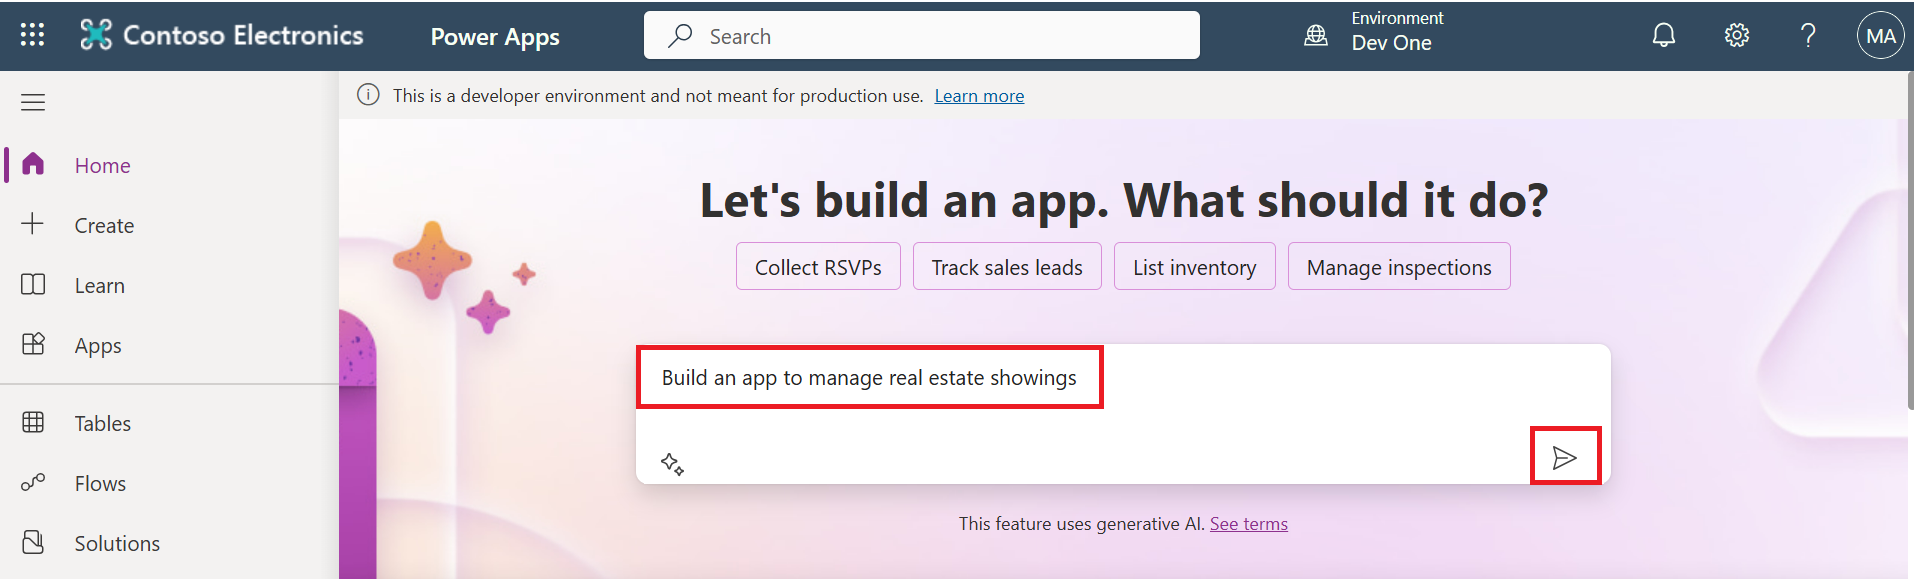 Contoso Electronics
Power Apps
Search
Environment
Dev One
MA
This is a developer environment and not meant for production use. Learn more
Home
Create
Learn
Apps
Tables
Flows
Solutions
Let's build an app. What should it do?
Collect RSVPs
Track sales leads
List inventory
Manage inspections
Build an app to manage real estate showings
This feature uses generative AI. See terms